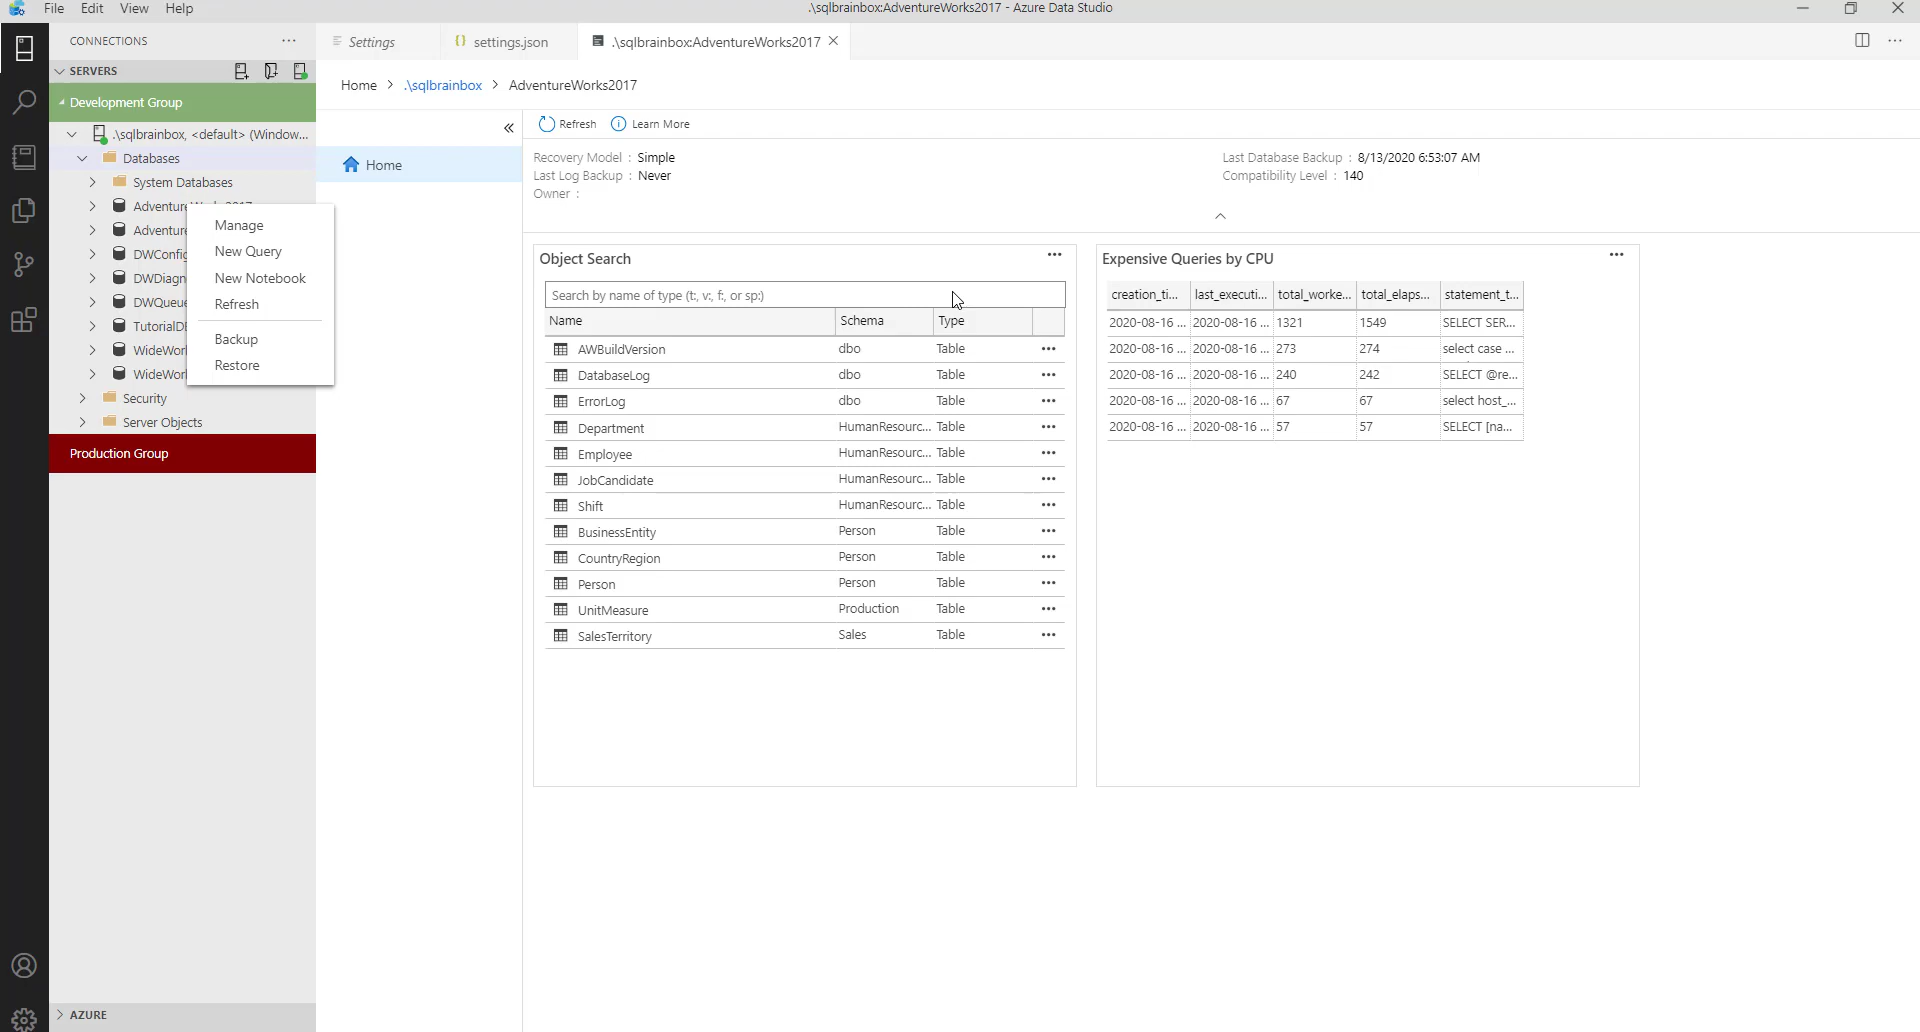 File Edit View Help
.\sqlbrainbox:AdventureWorks2017 - Azure Data Studio
CONNECTIONS
Settings
settings.json
.\sqlbrainbox:AdventureWorks2017
SERVERS
Home > .\sqlbrainbox > AdventureWorks2017
Development Group
.\sqlbrainbox, <default> (Window...
Databases
System Databases
Adventure
Adventure
DWConfig
DWDiagn
DWQueue
TutorialD
WideWor
WideWor
Security
Server Objects
Production Group
AZURE
Manage
New Query
New Notebook
Refresh
Backup
Restore
Home
Refresh
Learn More
Recovery Model : Simple
Last Log Backup : Never
Owner :
Last Database Backup : 8/13/2020 6:53:07 AM
Compatibility Level : 140
Object Search
Search by name of type (t:, v:, f:, or sp:)
Name Schema Type
AWBuildVersion dbo Table
DatabaseLog dbo Table
ErrorLog dbo Table
Department HumanResourc... Table
Employee HumanResourc... Table
JobCandidate HumanResourc... Table
Shift HumanResourc... Table
BusinessEntity Person Table
CountryRegion Person Table
Person Person Table
UnitMeasure Production Table
SalesTerritory Sales Table
Expensive Queries by CPU
creation_ti... last_executi... total_worke... total_elaps... statement_t...
2020-08-16 ... 2020-08-16 ... 1321 1549 SELECT SER...
2020-08-16 ... 2020-08-16 ... 273 274 select case ...
2020-08-16 ... 2020-08-16 ... 240 242 SELECT @re...
2020-08-16 ... 2020-08-16 ... 67 67 select host_...
2020-08-16 ... 2020-08-16 ... 57 57 SELECT [na...